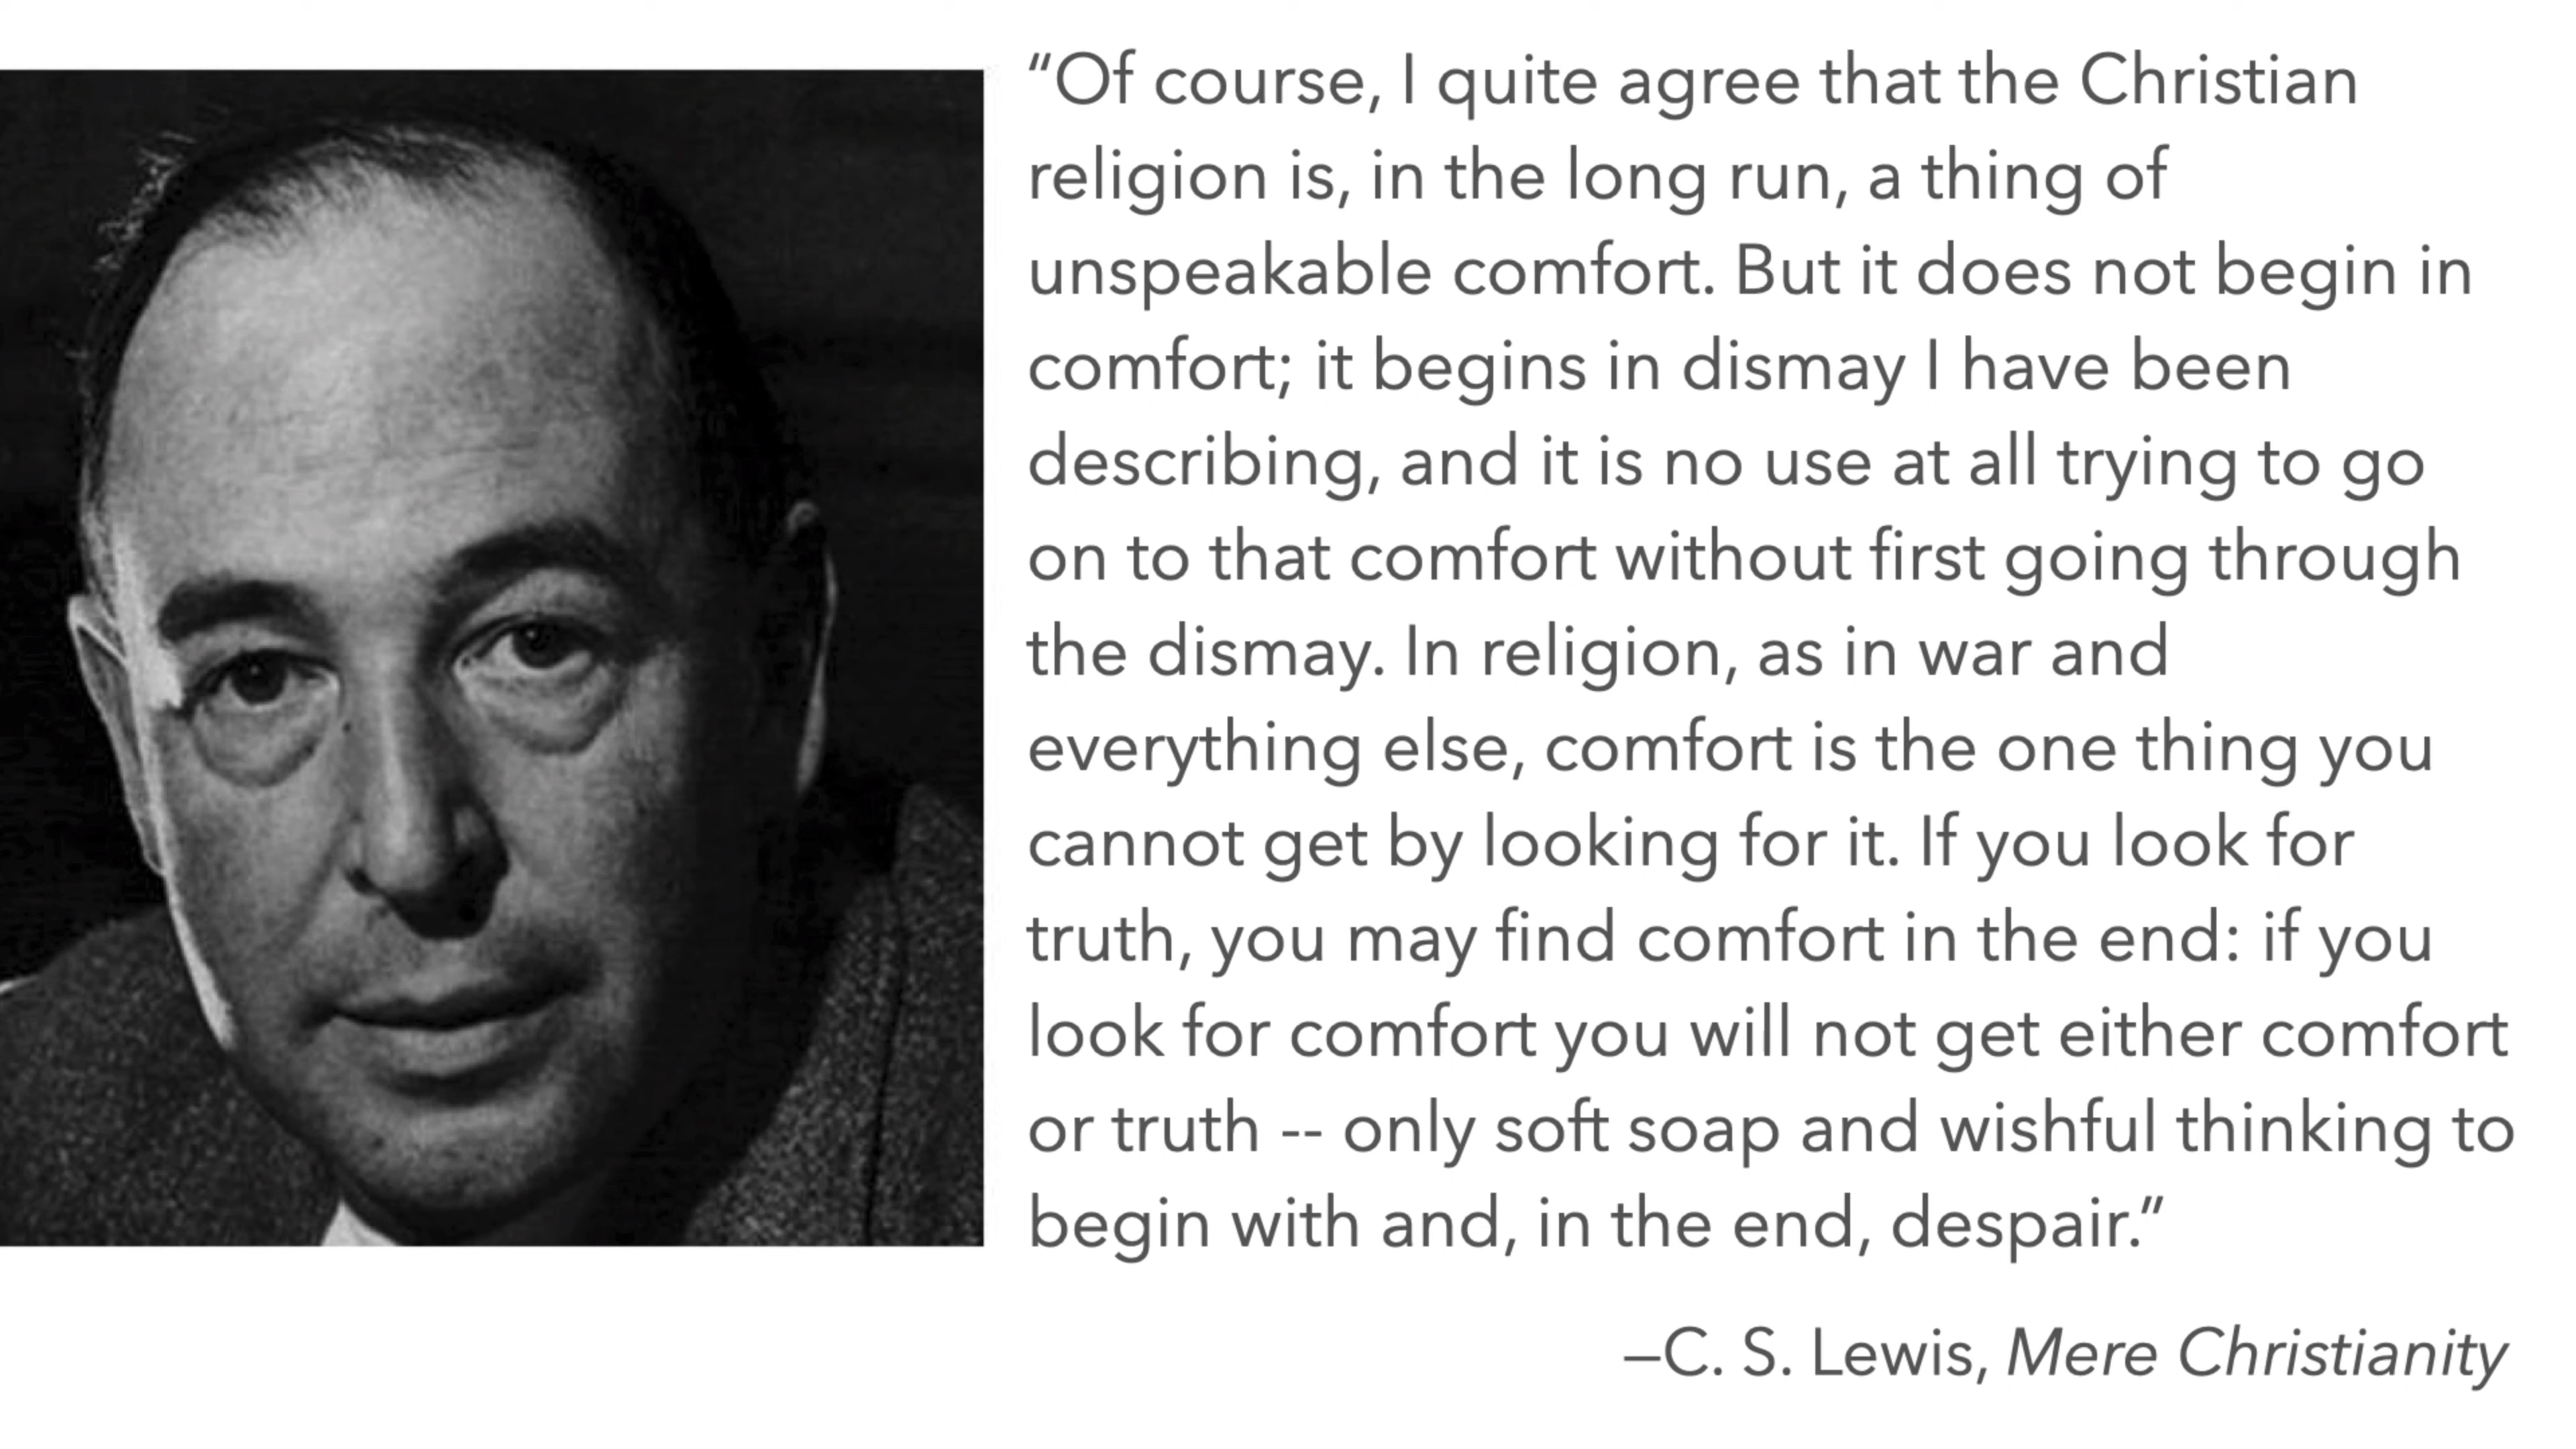 “Of course, I quite agree that the Christian
religion is, in the long run, a thing of
unspeakable comfort. But it does not begin in
comfort; it begins in dismay I have been
describing, and it is no use at all trying to go
on to that comfort without first going through
the dismay. In religion, as in war and
everything else, comfort is the one thing you
cannot get by looking for it. If you look for
truth, you may find comfort in the end: if you
look for comfort you will not get either comfort
or truth -- only soft soap and wishful thinking to
begin with and, in the end, despair.”
–C. S. Lewis, Mere Christianity